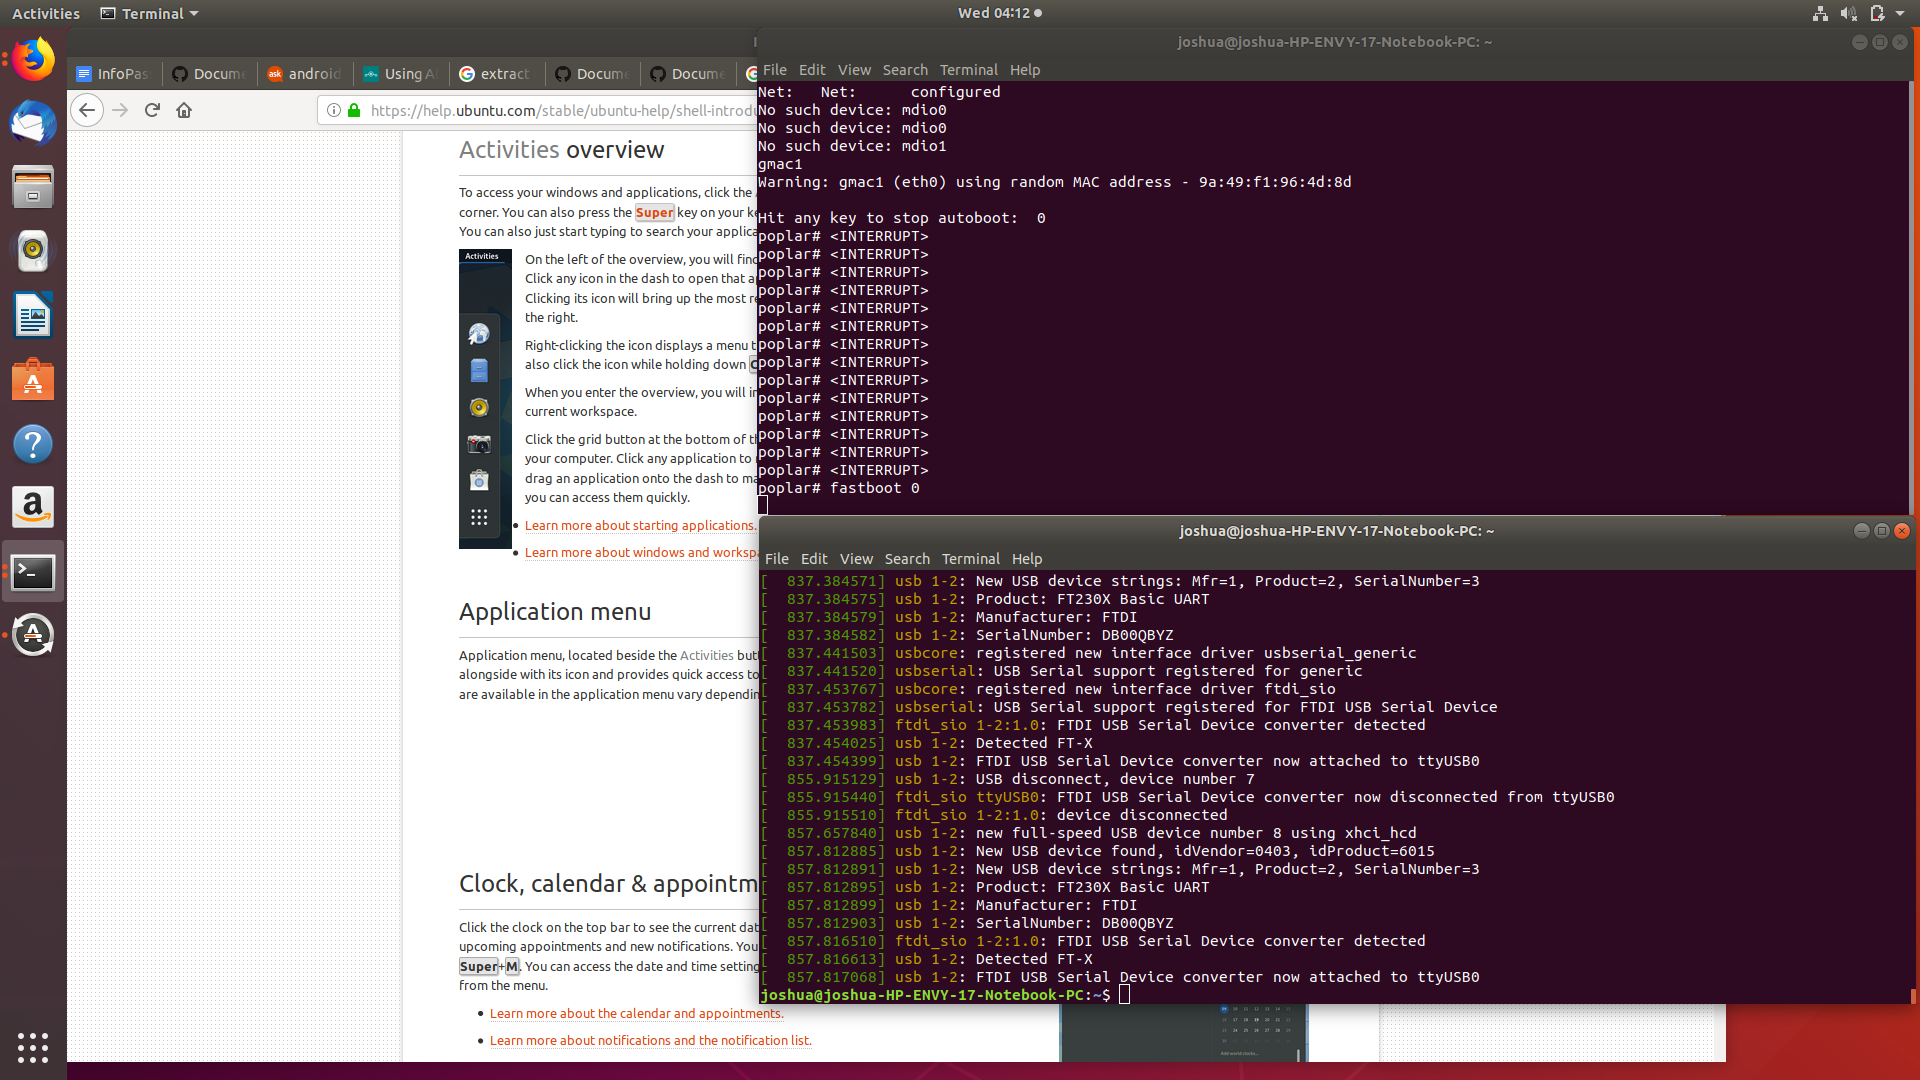 Activities
Terminal
Wed 04:12
InfoPas
Docume
android
Using A
extract
Docume
Docume
https://help.ubuntu.com/stable/ubuntu-help/shell-introdu
Activities overview
To access your windows and applications, click the
corner. You can also press the Super key on your ke
You can also just start typing to search your applica
Activities
On the left of the overview, you will find
Click any icon in the dash to open that a
Clicking its icon will bring up the most re
the right.
Right-clicking the icon displays a menu t
also click the icon while holding down
When you enter the overview, you will in
current workspace.
Click the grid button at the bottom of th
your computer. Click any application to
drag an application onto the dash to ma
you can access them quickly.
Learn more about starting applications.
Learn more about windows and workspa
Application menu
Application menu, located beside the Activities but
alongside with its icon and provides quick access to
are available in the application menu vary dependin
Clock, calendar & appointm
Click the clock on the top bar to see the current dat
upcoming appointments and new notifications. You
Super+M. You can access the date and time setting
from the menu.
Learn more about the calendar and appointments.
Learn more about notifications and the notification list.
joshua@joshua-HP-ENVY-17-Notebook-PC: ~
File Edit View Search Terminal Help
Net:   Net:      configured
No such device: mdio0
No such device: mdio0
No such device: mdio1
gmac1
Warning: gmac1 (eth0) using random MAC address - 9a:49:f1:96:4d:8d
Hit any key to stop autoboot:  0
poplar# <INTERRUPT>
poplar# <INTERRUPT>
poplar# <INTERRUPT>
poplar# <INTERRUPT>
poplar# <INTERRUPT>
poplar# <INTERRUPT>
poplar# <INTERRUPT>
poplar# <INTERRUPT>
poplar# <INTERRUPT>
poplar# <INTERRUPT>
poplar# <INTERRUPT>
poplar# <INTERRUPT>
poplar# <INTERRUPT>
poplar# <INTERRUPT>
poplar# fastboot 0
joshua@joshua-HP-ENVY-17-Notebook-PC: ~
File Edit View Search Terminal Help
[  837.384571] usb 1-2: New USB device strings: Mfr=1, Product=2, SerialNumber=3
[  837.384575] usb 1-2: Product: FT230X Basic UART
[  837.384579] usb 1-2: Manufacturer: FTDI
[  837.384582] usb 1-2: SerialNumber: DB00QBYZ
[  837.441503] usbcore: registered new interface driver usbserial_generic
[  837.441520] usbserial: USB Serial support registered for generic
[  837.453767] usbcore: registered new interface driver ftdi_sio
[  837.453782] usbserial: USB Serial support registered for FTDI USB Serial Device
[  837.453983] ftdi_sio 1-2:1.0: FTDI USB Serial Device converter detected
[  837.454025] usb 1-2: Detected FT-X
[  837.454399] usb 1-2: FTDI USB Serial Device converter now attached to ttyUSB0
[  855.915129] usb 1-2: USB disconnect, device number 7
[  855.915440] ftdi_sio ttyUSB0: FTDI USB Serial Device converter now disconnected from ttyUSB0
[  855.915510] ftdi_sio 1-2:1.0: device disconnected
[  857.657840] usb 1-2: new full-speed USB device number 8 using xhci_hcd
[  857.812885] usb 1-2: New USB device found, idVendor=0403, idProduct=6015
[  857.812891] usb 1-2: New USB device strings: Mfr=1, Product=2, SerialNumber=3
[  857.812895] usb 1-2: Product: FT230X Basic UART
[  857.812899] usb 1-2: Manufacturer: FTDI
[  857.812903] usb 1-2: SerialNumber: DB00QBYZ
[  857.816510] ftdi_sio 1-2:1.0: FTDI USB Serial Device converter detected
[  857.816613] usb 1-2: Detected FT-X
[  857.817068] usb 1-2: FTDI USB Serial Device converter now attached to ttyUSB0
joshua@joshua-HP-ENVY-17-Notebook-PC:~$